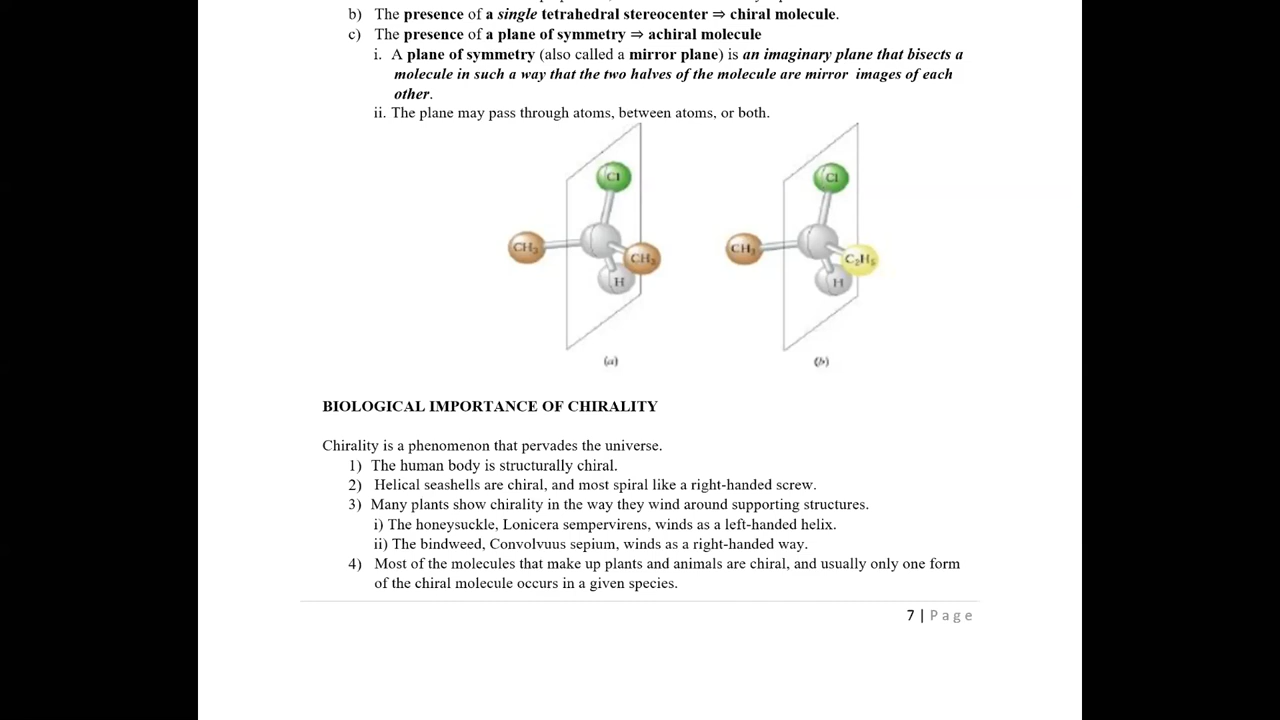 b) The presence of a single tetrahedral stereocenter ⇒ chiral molecule.
c) The presence of a plane of symmetry ⇒ achiral molecule
i. A plane of symmetry (also called a mirror plane) is an imaginary plane that bisects a
molecule in such a way that the two halves of the molecule are mirror images of each
other.
ii. The plane may pass through atoms, between atoms, or both.
Cl
CH₃
CH₃
H
(a)
Cl
CH₃
C₂H₅
H
(b)
BIOLOGICAL IMPORTANCE OF CHIRALITY
Chirality is a phenomenon that pervades the universe.
1) The human body is structurally chiral.
2) Helical seashells are chiral, and most spiral like a right-handed screw.
3) Many plants show chirality in the way they wind around supporting structures.
i) The honeysuckle, Lonicera sempervirens, winds as a left-handed helix.
ii) The bindweed, Convolvuus sepium, winds as a right-handed way.
4) Most of the molecules that make up plants and animals are chiral, and usually only one form
of the chiral molecule occurs in a given species.
7 | Page